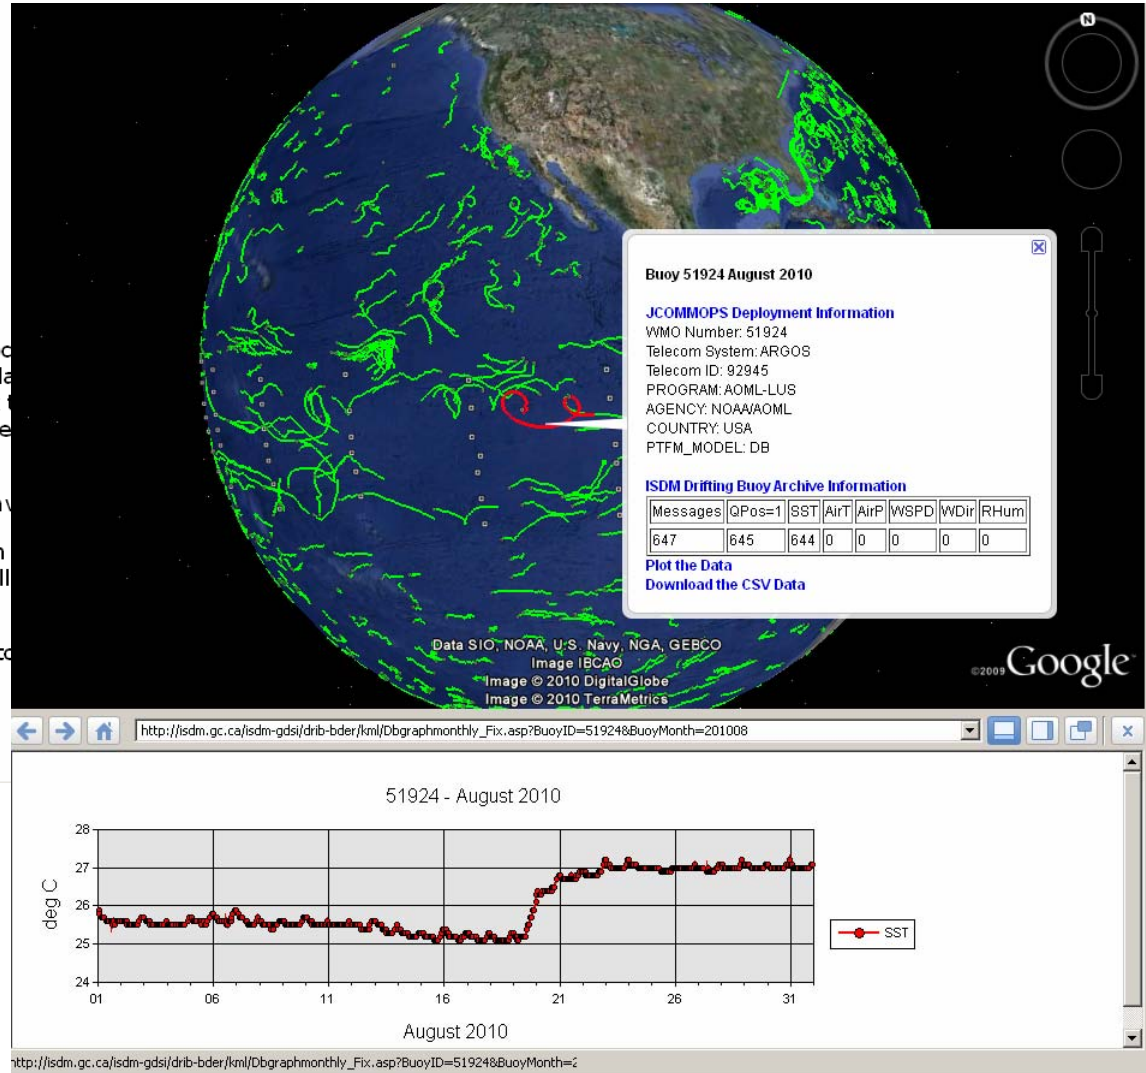 N
Buoy 51924 August 2010
JCOMMOPS Deployment Information
WMO Number: 51924
Telecom System: ARGOS
Telecom ID: 92945
PROGRAM: AOML-LUS
AGENCY: NOAA/AOML
COUNTRY: USA
PTFM_MODEL: DB
ISDM Drifting Buoy Archive Information
Messages QPos=1 SST AirT AirP WSPD WDir RHum
647 645 644 0 0 0 0 0
Plot the Data
Download the CSV Data
Data SIO, NOAA, U.S. Navy, NGA, GEBCO
Image IBCAO
Image © 2010 DigitalGlobe
Image © 2010 TerraMetrics
©2009 Google
http://isdm.gc.ca/isdm-gdsi/drib-bder/kml/Dbgraphmonthly_Fix.asp?BuoyID=51924&BuoyMonth=201008
51924 - August 2010
28
27
26
25
24
deg C
01 06 11 16 21 26 31
August 2010
SST
http://isdm.gc.ca/isdm-gdsi/drib-bder/kml/Dbgraphmonthly_Fix.asp?BuoyID=51924&BuoyMonth=2